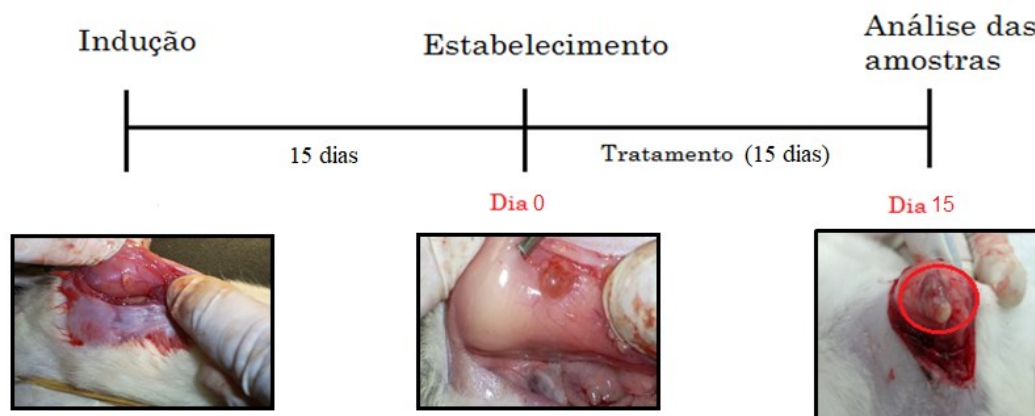 Indução
Estabelecimento
Análise das
amostras
15 dias
Tratamento (15 dias)
Dia 0
Dia 15